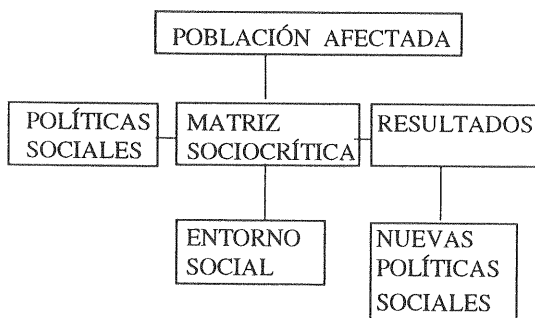 POBLACIÓN AFECTADA
POLÍTICAS
SOCIALES
MATRIZ
SOCIOCRÍTICA
RESULTADOS
ENTORNO
SOCIAL
NUEVAS
POLÍTICAS
SOCIALES